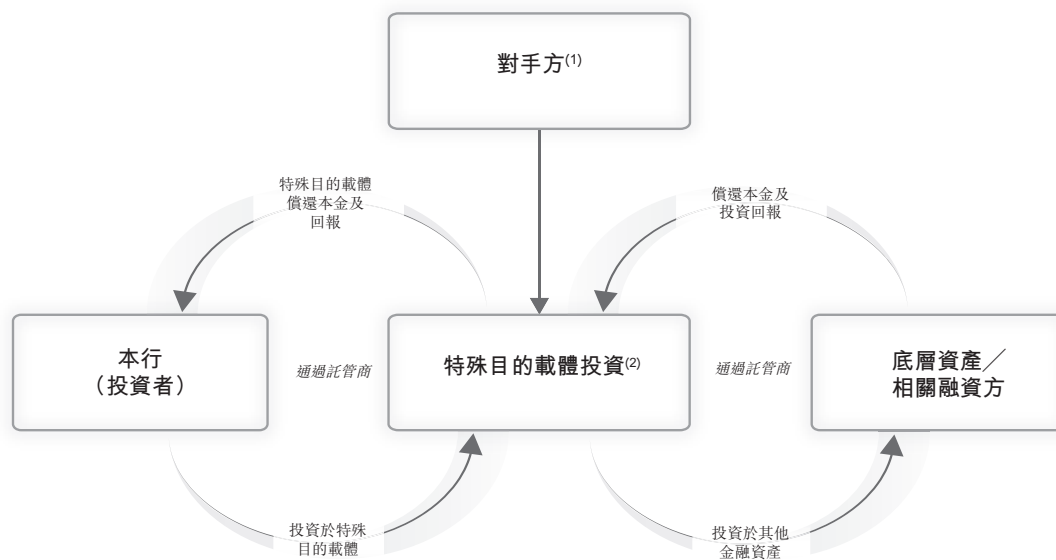 對手方(1)
特殊目的載體
償還本金及
回報
償還本金及
投資回報
本行
（投資者）
通過託管商
特殊目的載體投資(2)
通過託管商
底層資產／
相關融資方
投資於特殊
目的載體
投資於其他
金融資產